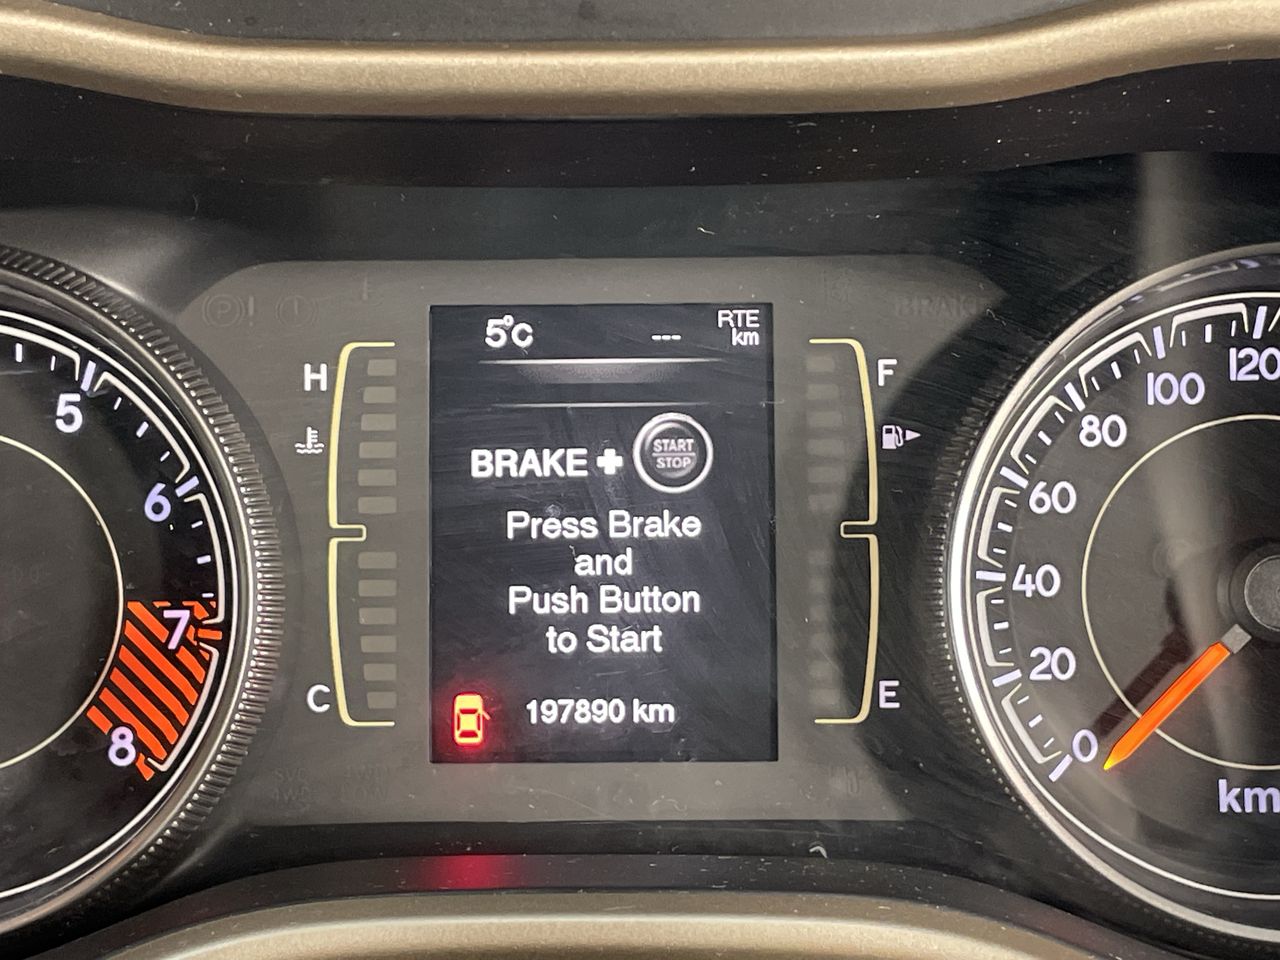 5°C
---
RTE
km
H
F
BRAKE + START
STOP
Press Brake
and
Push Button
to Start
C
E
197890 km
5
6
7
8
0
20
40
60
80
100
120
km
BRAKE